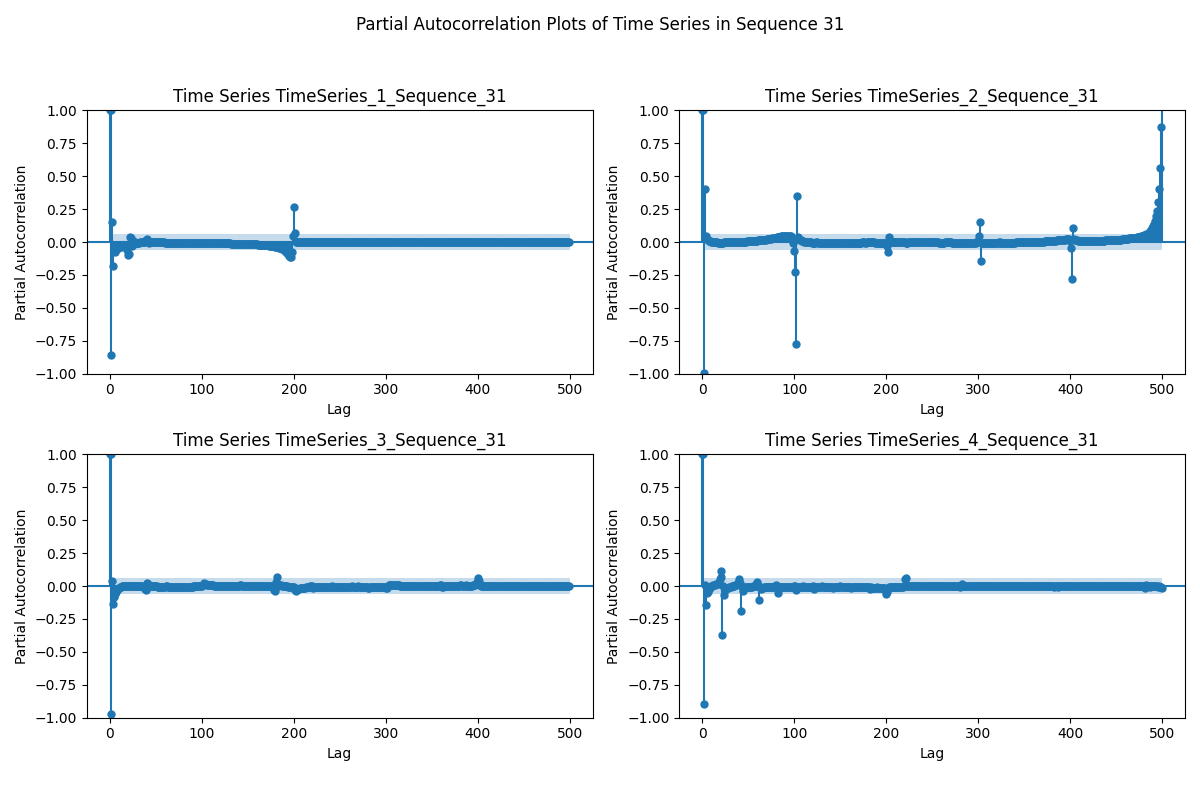 Partial Autocorrelation Plots of Time Series in Sequence 31
Time Series TimeSeries_1_Sequence_31
1.00
0.75
0.50
0.25
0.00
−0.25
−0.50
−0.75
−1.00
Partial Autocorrelation
0 100 200 300 400 500
Lag
Time Series TimeSeries_2_Sequence_31
1.00
0.75
0.50
0.25
0.00
−0.25
−0.50
−0.75
−1.00
Partial Autocorrelation
0 100 200 300 400 500
Lag
Time Series TimeSeries_3_Sequence_31
1.00
0.75
0.50
0.25
0.00
−0.25
−0.50
−0.75
−1.00
Partial Autocorrelation
0 100 200 300 400 500
Lag
Time Series TimeSeries_4_Sequence_31
1.00
0.75
0.50
0.25
0.00
−0.25
−0.50
−0.75
−1.00
Partial Autocorrelation
0 100 200 300 400 500
Lag